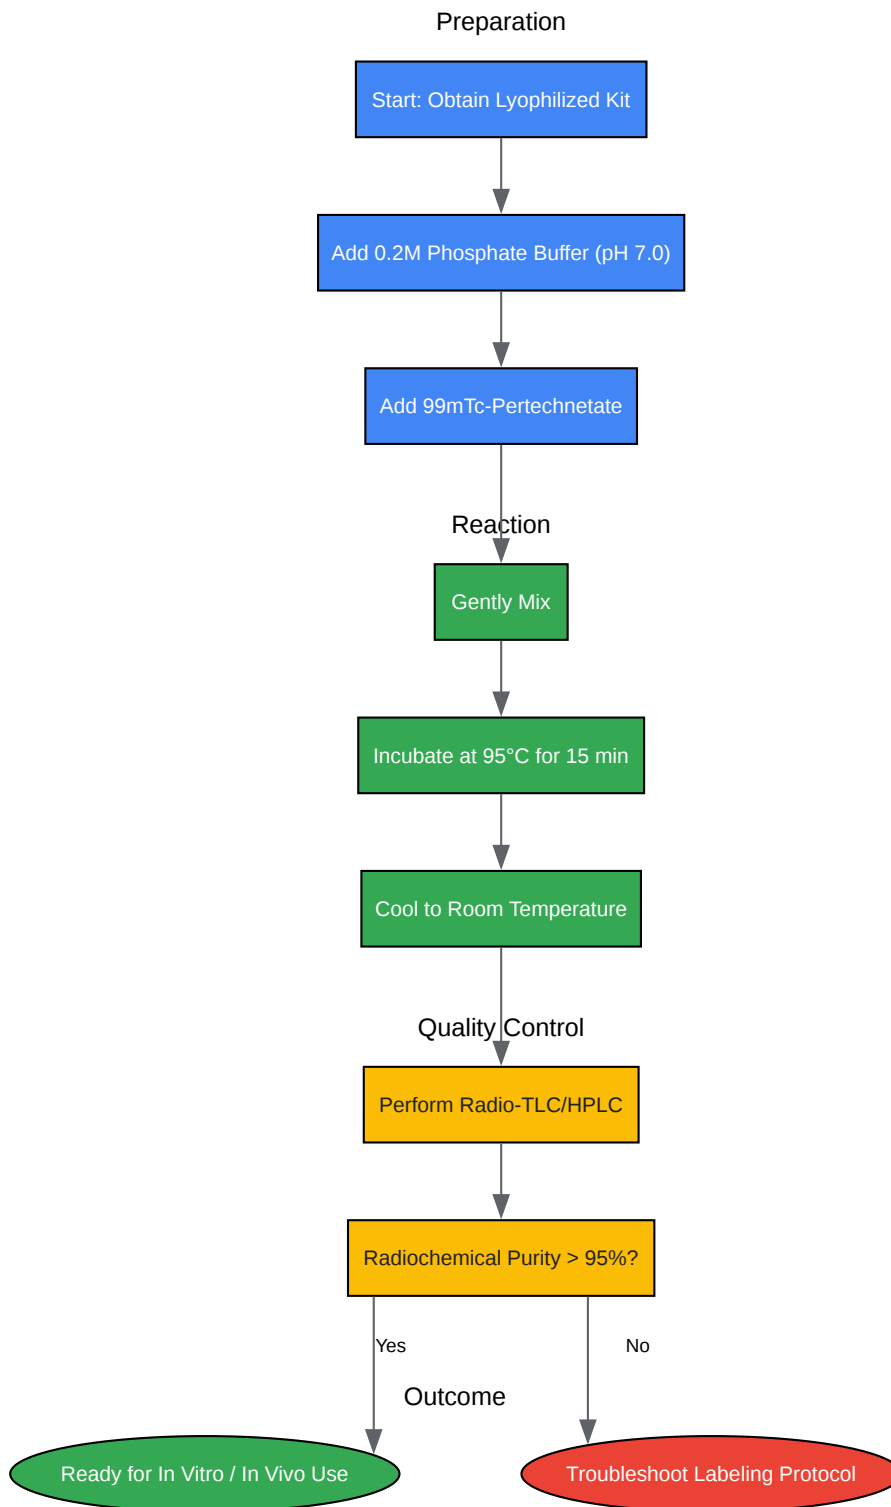 Preparation
Start: Obtain Lyophilized Kit
Add 0.2M Phosphate Buffer (pH 7.0)
Add 99mTc-Pertechnetate
Reaction
Gently Mix
Incubate at 95°C for 15 min
Cool to Room Temperature
Quality Control
Perform Radio-TLC/HPLC
Radiochemical Purity > 95%?
Yes
No
Outcome
Ready for In Vitro / In Vivo Use
Troubleshoot Labeling Protocol